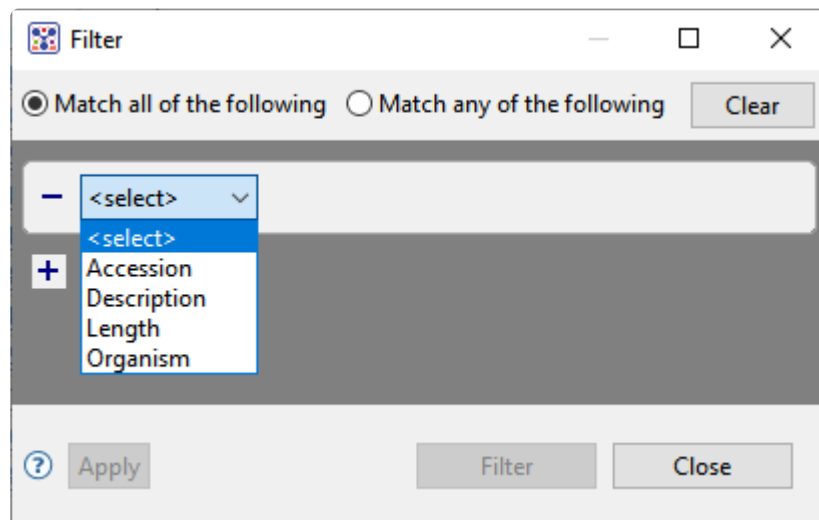 Filter
Match all of the following Match any of the following Clear
<select>
<select>
Accession
Description
Length
Organism
? Apply Filter Close